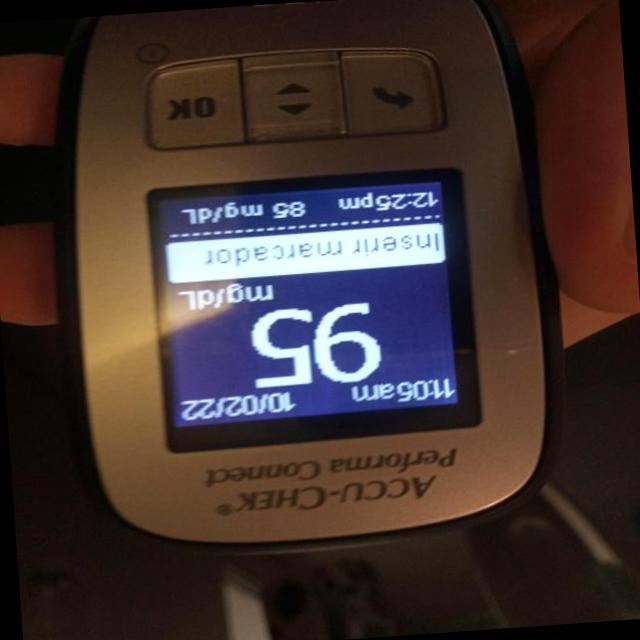 ACCU-CHEK®
Performa Connect
11:05am 10/02/22
95
mg/dL
Inserir marcador
12:25pm 85 mg/dL
OK